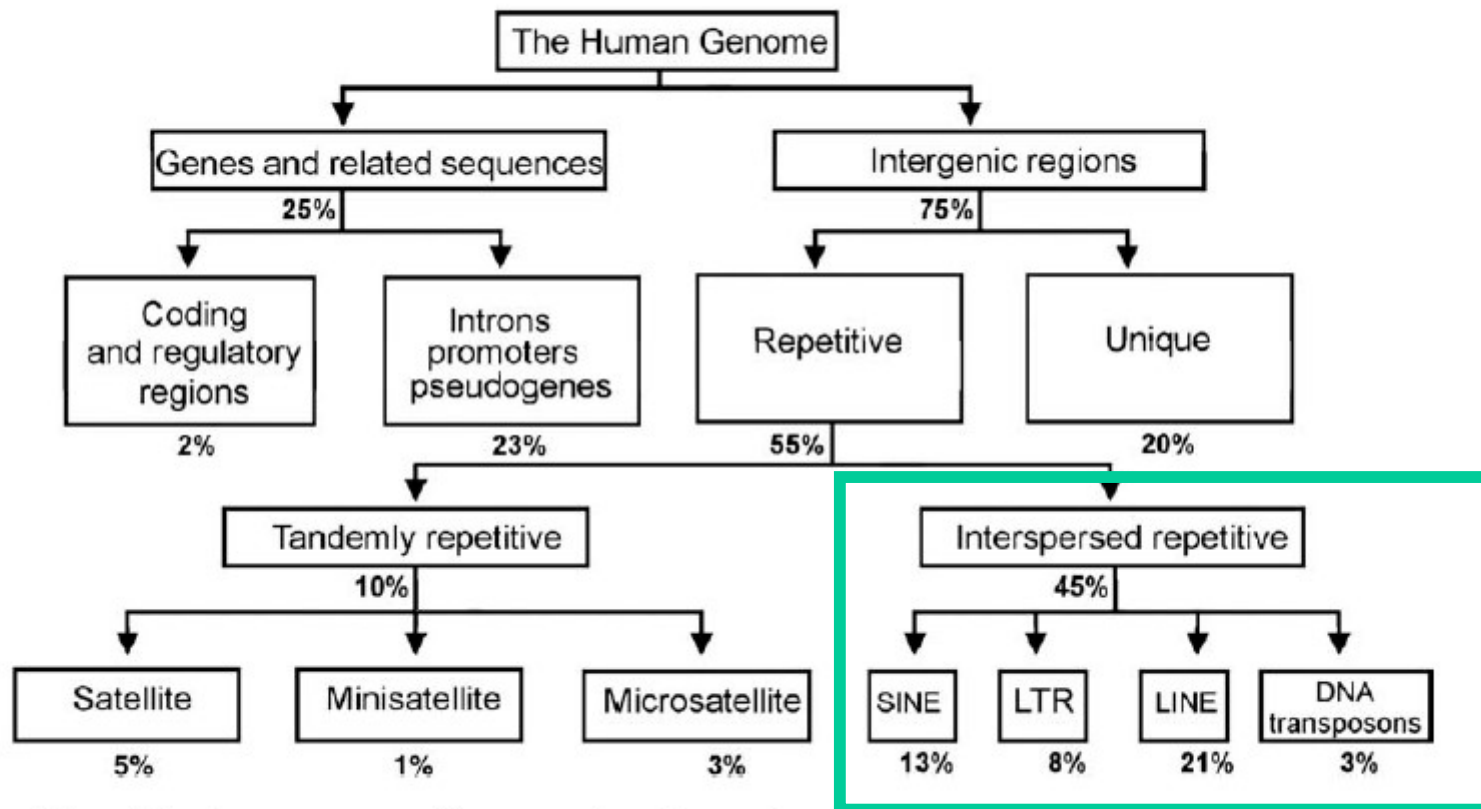 The Human Genome
Genes and related sequences
Intergenic regions
25%
75%
Coding
and regulatory
regions
Introns
promoters
pseudogenes
Repetitive
Unique
2%
23%
55%
20%
Tandemly repetitive
Interspersed repetitive
10%
45%
Satellite
Minisatellite
Microsatellite
SINE
LTR
LINE
DNA
transposons
5%
1%
3%
13%
8%
21%
3%